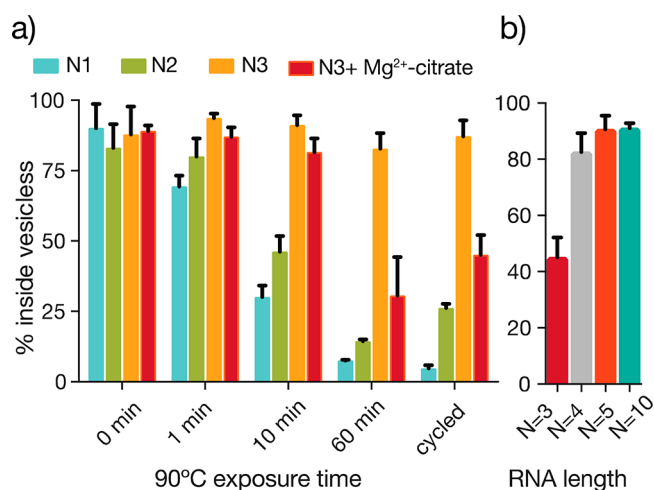 a)
b)
N1 N2 N3 N3+ Mg²⁺-citrate
% inside vesicless
100
75
50
25
0
0 min
1 min
10 min
60 min
cycled
90ºC exposure time
100
80
60
40
20
0
N=3
N=4
N=5
N=10
RNA length